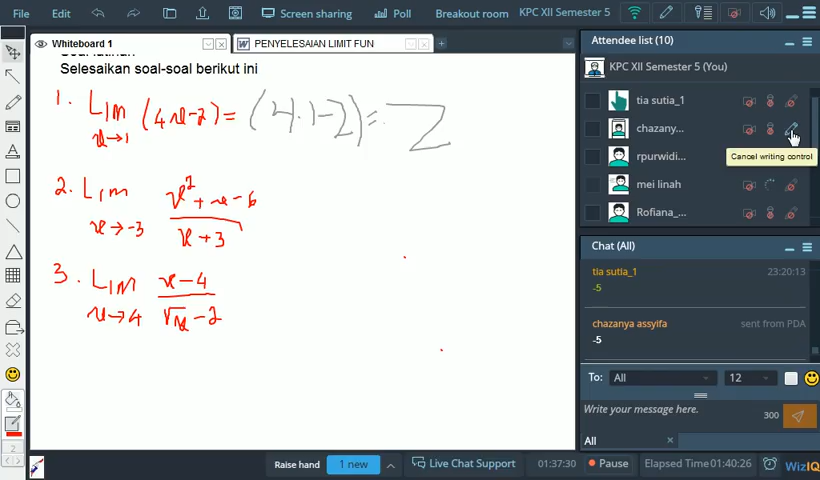 Screen sharing
Poll
Breakout room
KPC XII Semester 5
Whiteboard 1
PENYELESAIAN LIMIT FUN
Selesaikan soal-soal berikut ini
1. Lim x→1 (4x-2) = (4.1-2) = 2
2. Lim x→-3 x²+x-6 / x+3
3. Lim x→4 x-4 / √x-2
Attendee list (10)
KPC XII Semester 5 (You)
tia sutia_1
chazany...
rpurwidi...
Cancel writing control
mei linah
Rofiana_...
Chat (All)
tia sutia_1 23:20:13
-5
chazanya assyifa sent from PDA
-5
To: All 12
Write your message here. 300
All
2
Raise hand
1 new
Live Chat Support
01:37:30
Pause
Elapsed Time 01:40:26
WizIQ